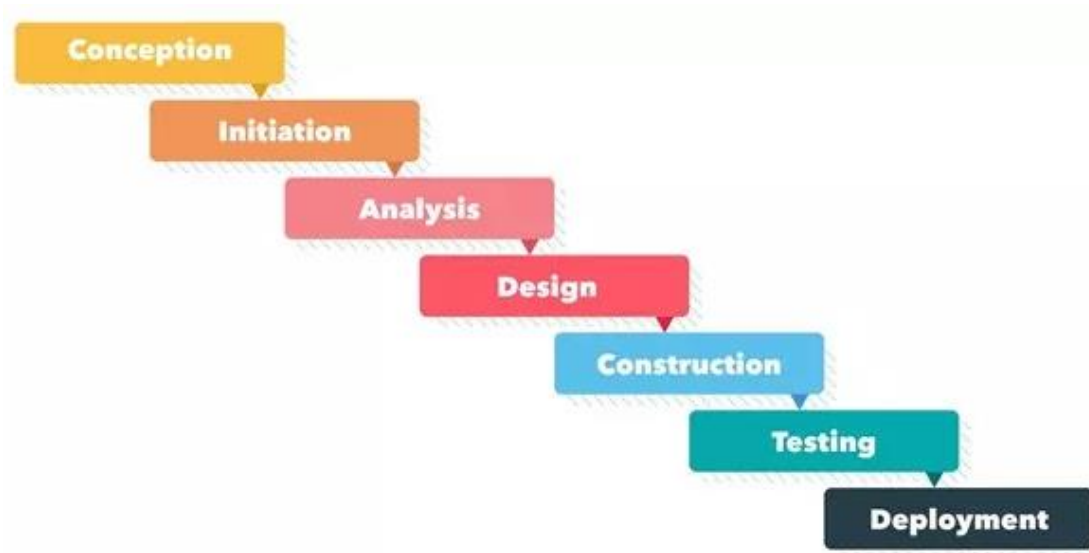 Conception
Initiation
Analysis
Design
Construction
Testing
Deployment